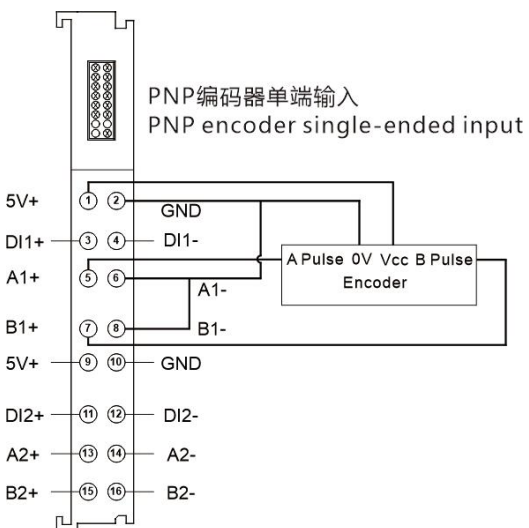 PNP编码器单端输入
PNP encoder single-ended input
5V+ 1 2 GND
DI1+ 3 4 DI1-
A Pulse 0V Vcc B Pulse
Encoder
A1+ 5 6 A1-
B1+ 7 8 B1-
5V+ 9 10 GND
DI2+ 11 12 DI2-
A2+ 13 14 A2-
B2+ 15 16 B2-